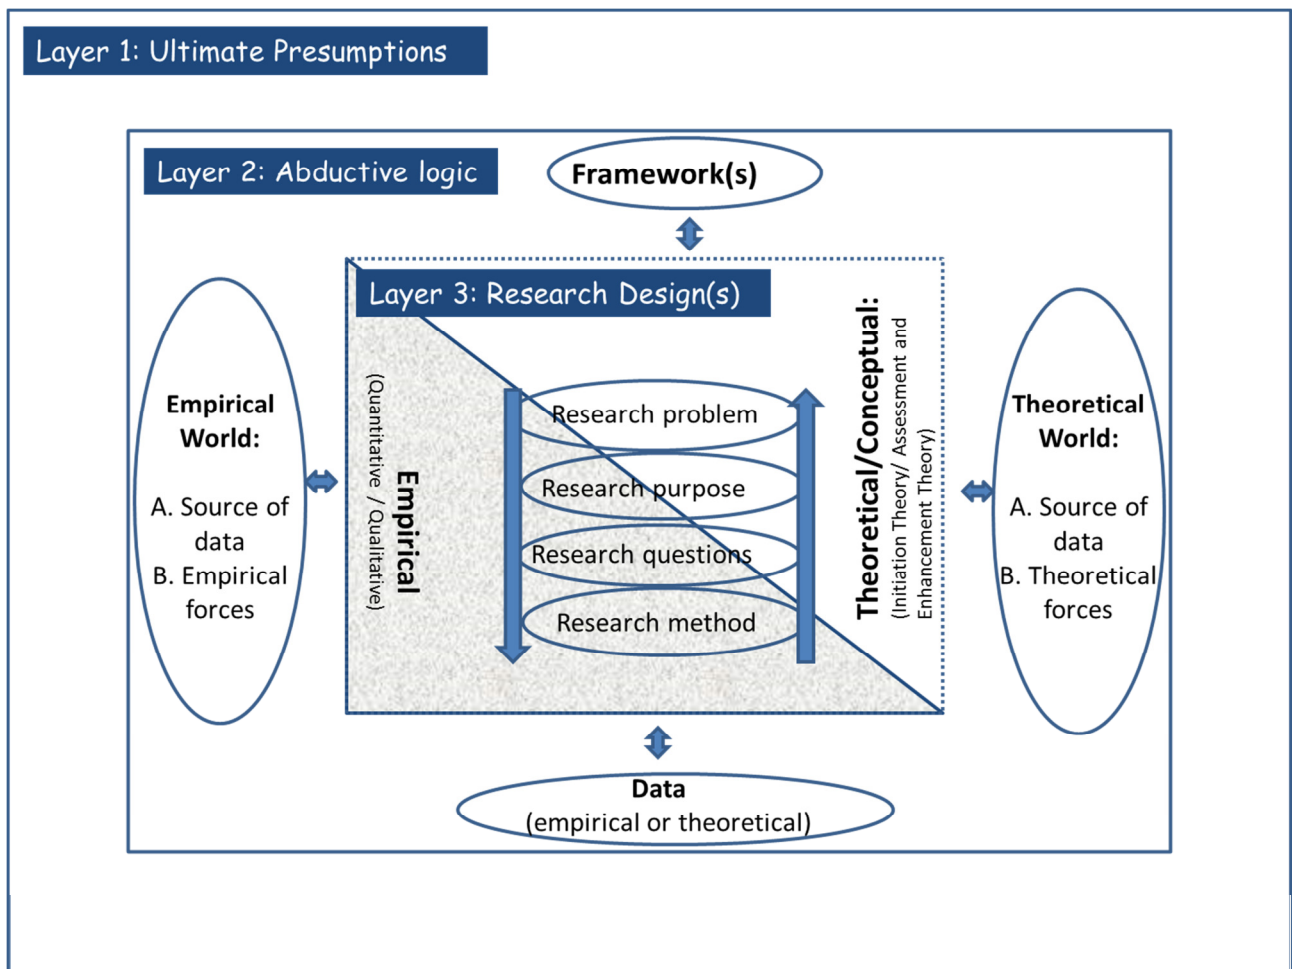 Layer 1: Ultimate Presumptions
Layer 2: Abductive logic
Framework(s)
Layer 3: Research Design(s)
Empirical
World:
A. Source of
data
B. Empirical
forces
Empirical
(Quantitative / Qualitative)
Research problem
Research purpose
Research questions
Research method
Theoretical/Conceptual:
(Initiation Theory/ Assessment and
Enhancement Theory)
Theoretical
World:
A. Source of
data
B. Theoretical
forces
Data
(empirical or theoretical)